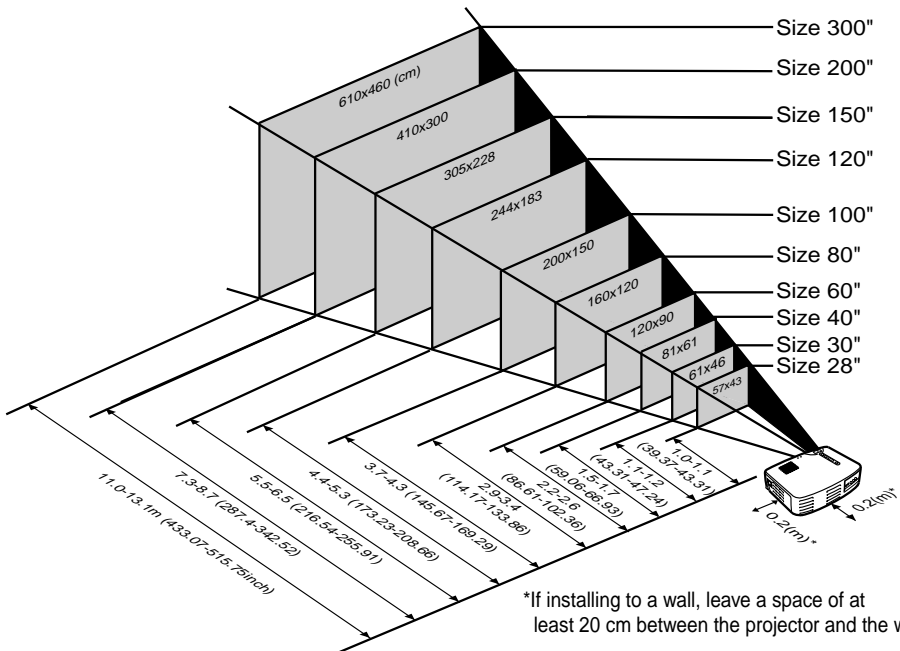 Size 300"
Size 200"
Size 150"
Size 120"
Size 100"
Size 80"
Size 60"
Size 40"
Size 30"
Size 28"
610x460 (cm)
410x300
305x228
244x183
200x150
160x120
120x90
81x61
61x46
57x43
11.0-13.1m (433.07-515.75inch)
7.3-8.7 (287.4-342.52)
5.5-6.5 (216.54-255.91)
4.4-5.3 (173.23-208.66)
3.7-4.3 (145.67-169.29)
2.9-3.4
(114.17-133.86)
2.2-2.6
(86.61-102.36)
1.5-1.7
(59.06-66.93)
1.1-1.2
(43.31-47.24)
1.0-1.1
(39.37-43.31)
0.2(m)*
0.2(m)*
*If installing to a wall, leave a space of at
least 20 cm between the projector and the w